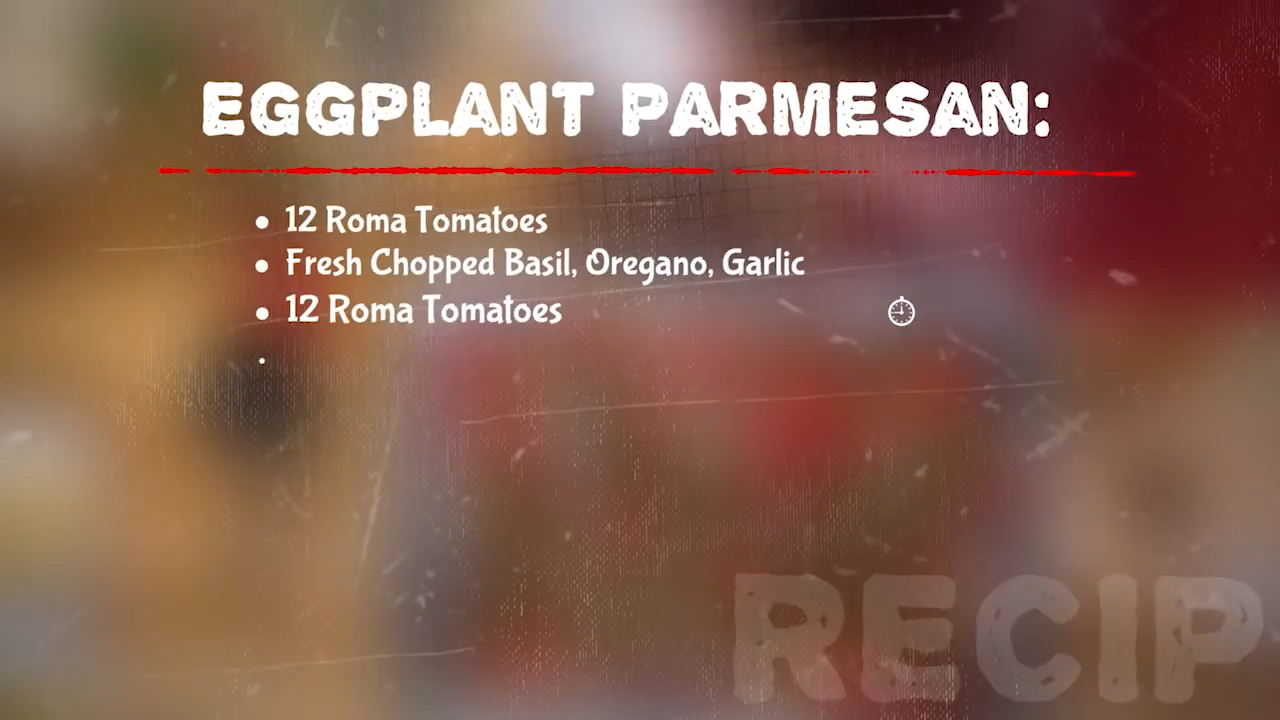 EGGPLANT PARMESAN:
• 12 Roma Tomatoes
• Fresh Chopped Basil, Oregano, Garlic
• 12 Roma Tomatoes
•
RECIP